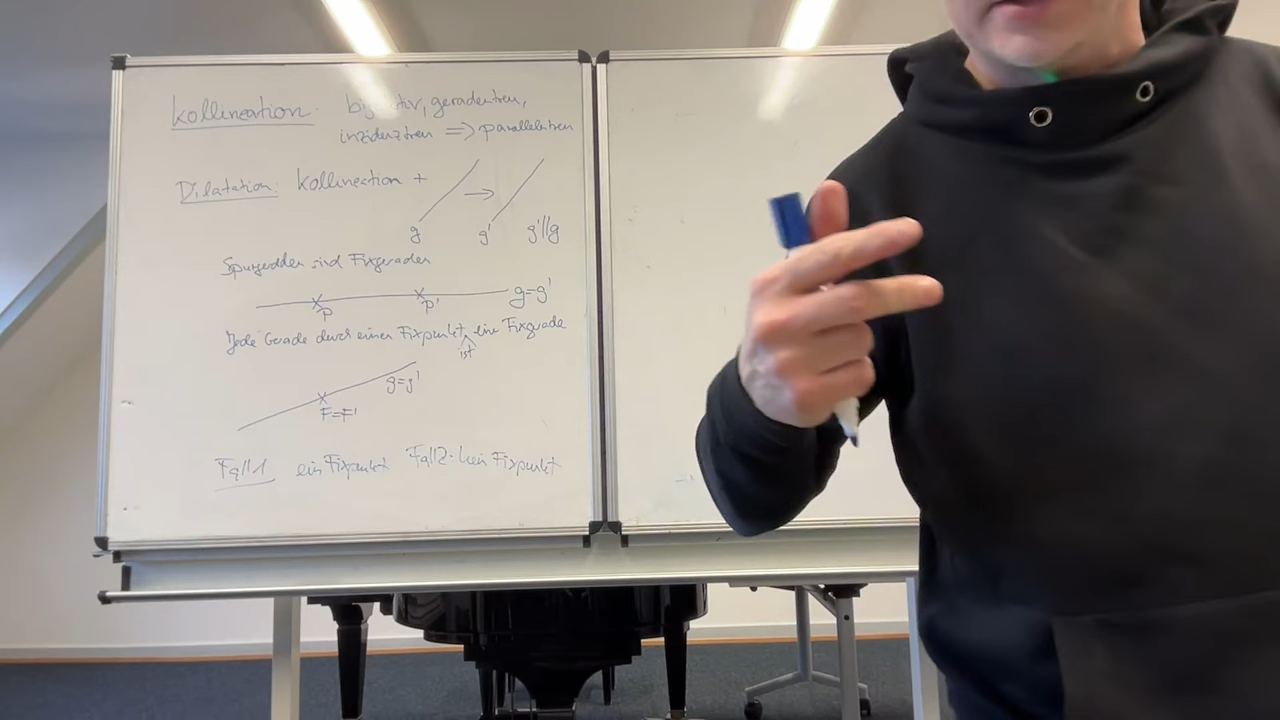 Kollineation: bijektiv, geradentreu,
inzidenztreu => parallelentreu
Dilatation: Kollineation +
g → g' g'//g
Spurgeraden sind Fixgeraden
P P' g=g'
Jede Gerade durch einen Fixpunkt eine Fixgerade
ist
g=g'
F=F'
Fall 1 ein Fixpunkt Fall 2: kein Fixpunkt